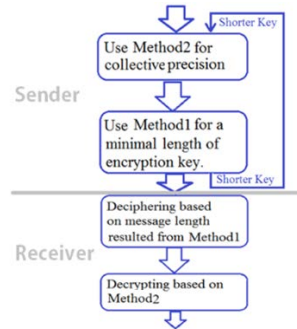 Shorter Key
Use Method2 for
collective precision
Sender
Use Method1 for a
minimal length of
encryption key.
Shorter Key
Deciphering based
on message length
resulted from Method1
Receiver
Decrypting based on
Method2